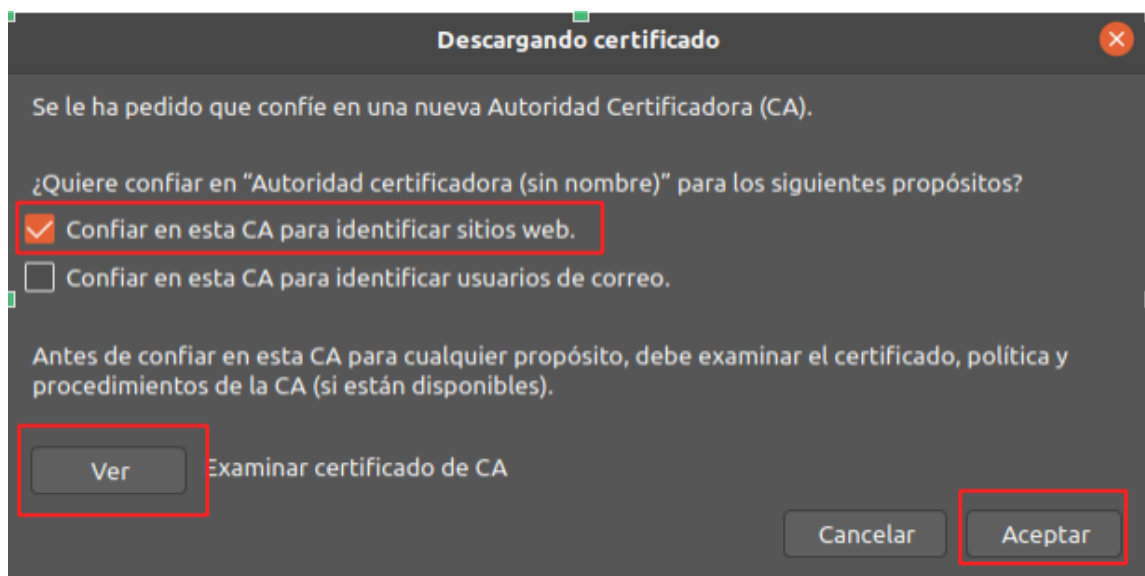 Descargando certificado
Se le ha pedido que confíe en una nueva Autoridad Certificadora (CA).
¿Quiere confiar en “Autoridad certificadora (sin nombre)” para los siguientes propósitos?
Confiar en esta CA para identificar sitios web.
Confiar en esta CA para identificar usuarios de correo.
Antes de confiar en esta CA para cualquier propósito, debe examinar el certificado, política y
procedimientos de la CA (si están disponibles).
Ver Examinar certificado de CA
Cancelar Aceptar